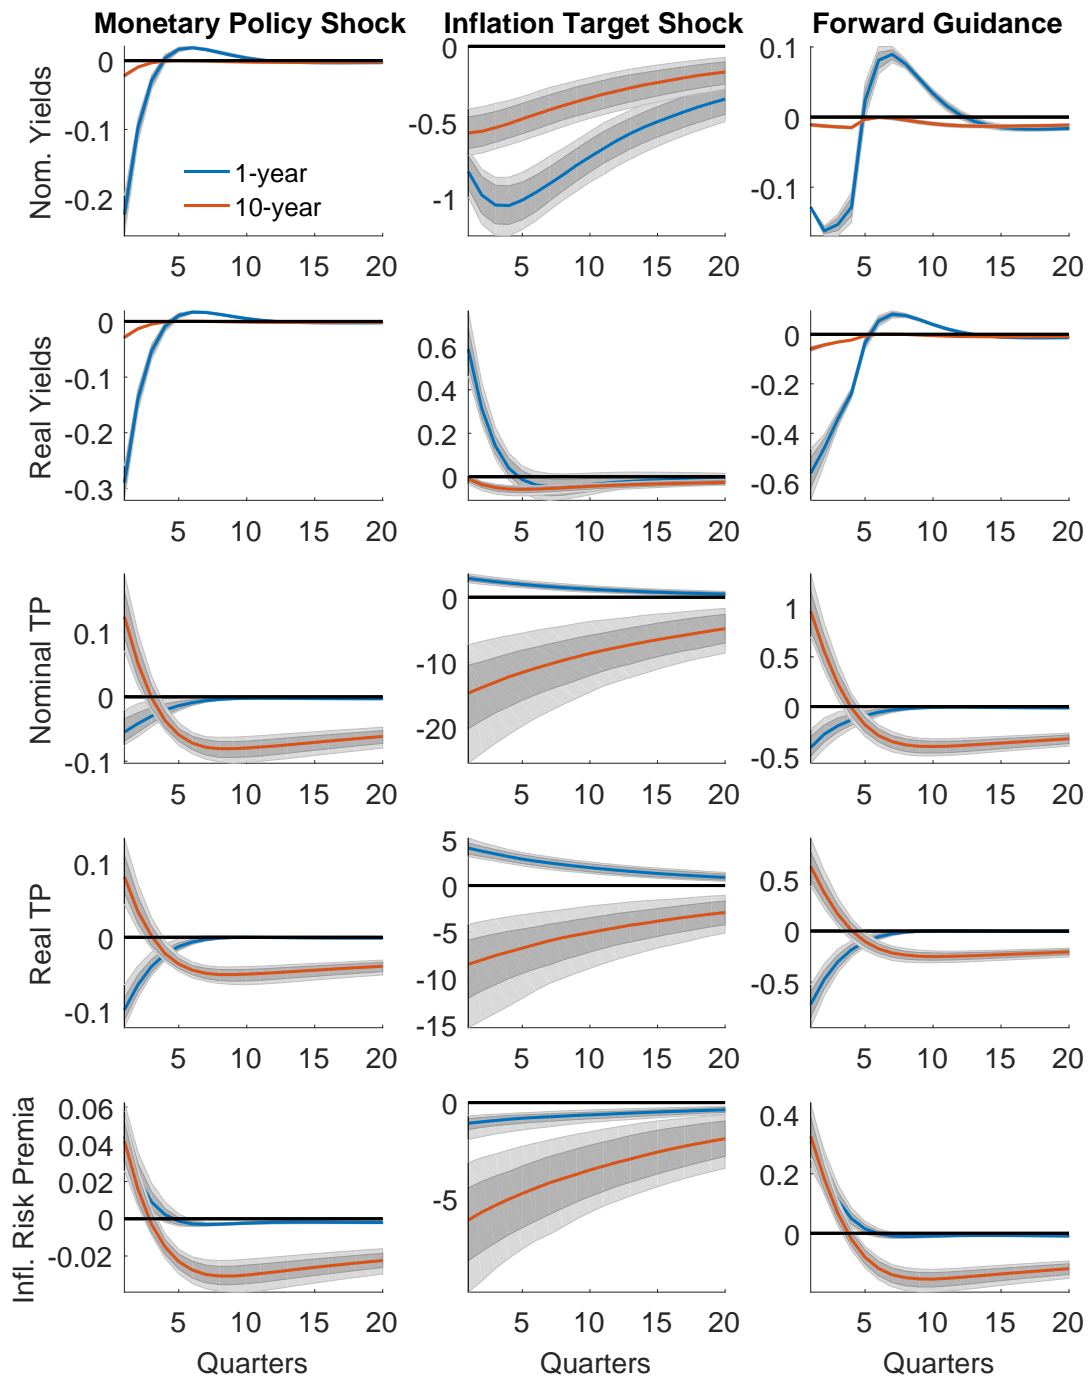 Monetary Policy Shock Inflation Target Shock Forward Guidance
Nom. Yields
0
-0.1
-0.2
1-year
10-year
5 10 15 20
0
-0.5
-1
5 10 15 20
0.1
0
-0.1
5 10 15 20
Real Yields
0
-0.1
-0.2
-0.3
5 10 15 20
0.6
0.4
0.2
0
5 10 15 20
0
-0.2
-0.4
-0.6
5 10 15 20
Nominal TP
0.1
0
-0.1
5 10 15 20
0
-10
-20
5 10 15 20
1
0.5
0
-0.5
5 10 15 20
Real TP
0.1
0
-0.1
5 10 15 20
5
0
-5
-10
-15
5 10 15 20
0.5
0
-0.5
5 10 15 20
Infl. Risk Premia
0.06
0.04
0.02
0
-0.02
5 10 15 20
Quarters
0
-5
5 10 15 20
Quarters
0.4
0.2
0
5 10 15 20
Quarters